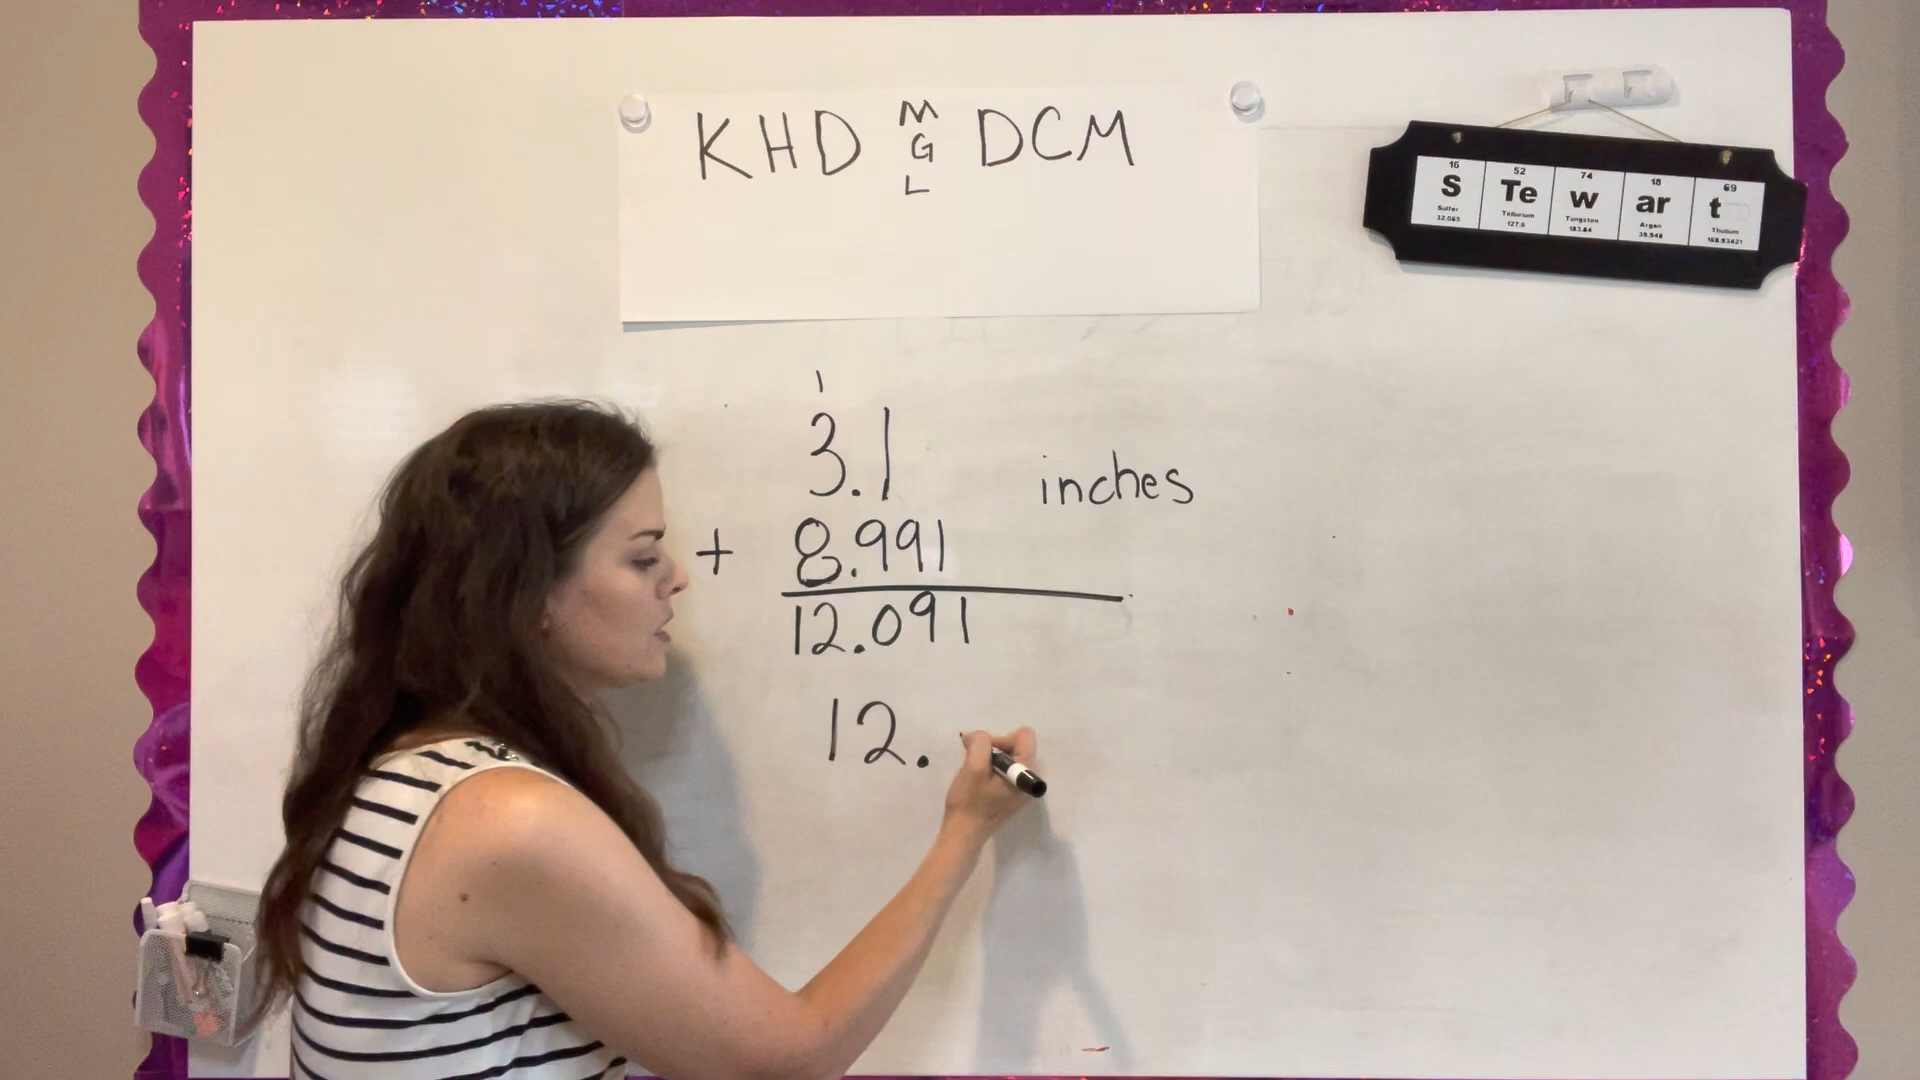 KHD M DCM
G
L
16 52 74 18 69
S Te w ar t
Sulfer Tellurium Tungsten Argon Thulium
32.065 127.6 183.84 39.948 168.93421
1
3.1 inches
+ 8.991
12.091
12.